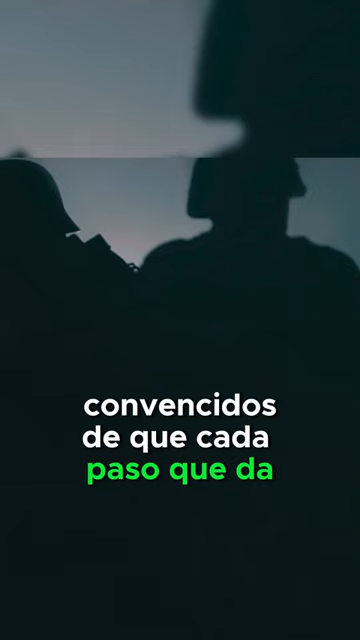 convencidos
de que cada
paso que da